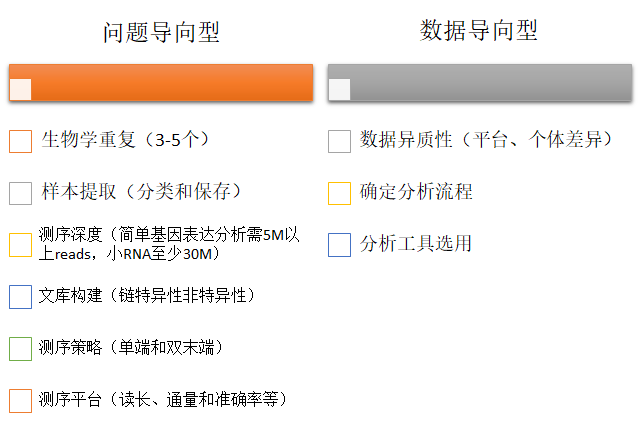 问题导向型
生物学重复（3-5个）
样本提取（分类和保存）
测序深度（简单基因表达分析需5M以
上reads，小RNA至少30M）
文库构建（链特异性非特异性）
测序策略（单端和双末端）
测序平台（读长、通量和准确率等）
数据导向型
数据异质性（平台、个体差异）
确定分析流程
分析工具选用